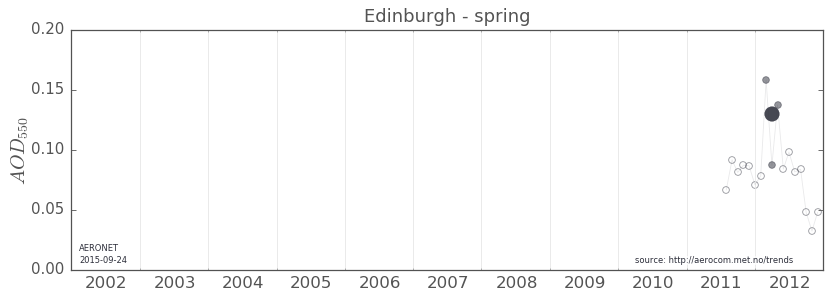 Edinburgh - spring
0.20
0.15
0.10
0.05
0.00
AOD550
AERONET
2015-09-24
source: http://aerocom.met.no/trends
2002 2003 2004 2005 2006 2007 2008 2009 2010 2011 2012